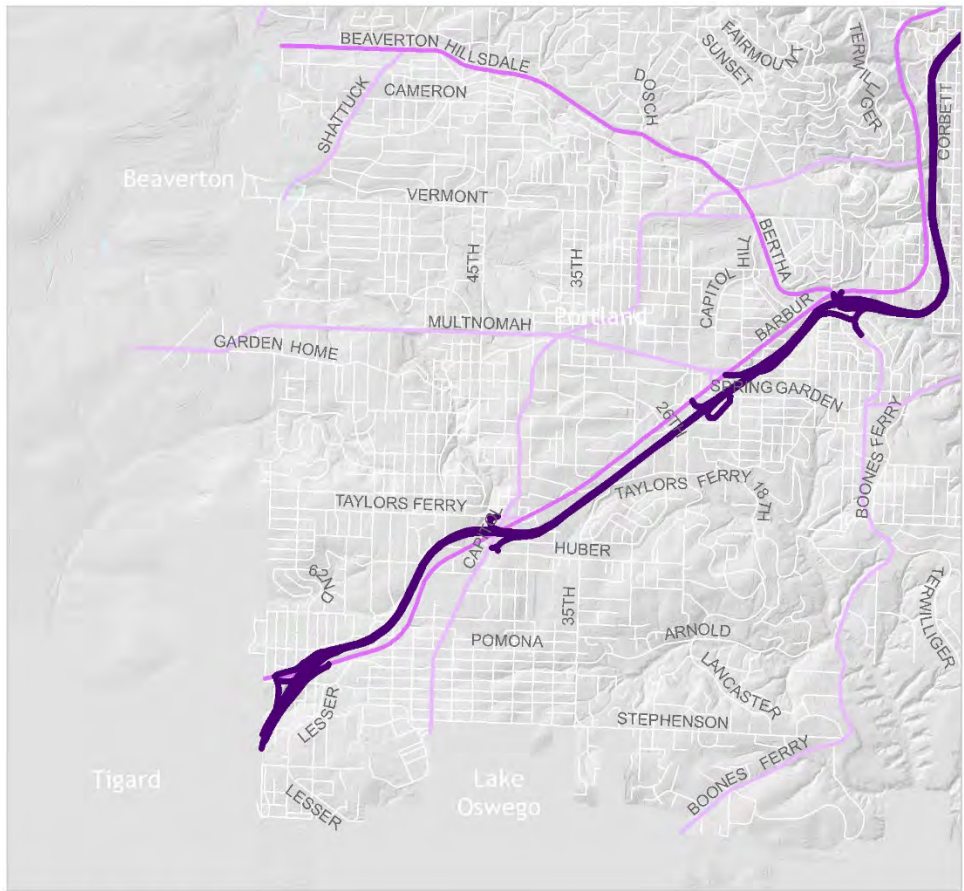 BEAVERTON HILLSDALE
FAIRMOUNT
SUNSET
TERWILLIGER
DOSCH
CAMERON
SHATTUCK
CORBETT
Beaverton
VERMONT
BERTHA
CAPITOL HILL
45TH
35TH
MULTNOMAH
Portland
BARBUR
GARDEN HOME
SPRING GARDEN
26TH
BOONES FERRY
TAYLORS FERRY
TAYLORS FERRY
18TH
CAPITOL
HUBER
62ND
35TH
TERWILLIGER
POMONA
ARNOLD
LANCASTER
LESSER
STEPHENSON
BOONES FERRY
Tigard
Lake
Oswego
LESSER